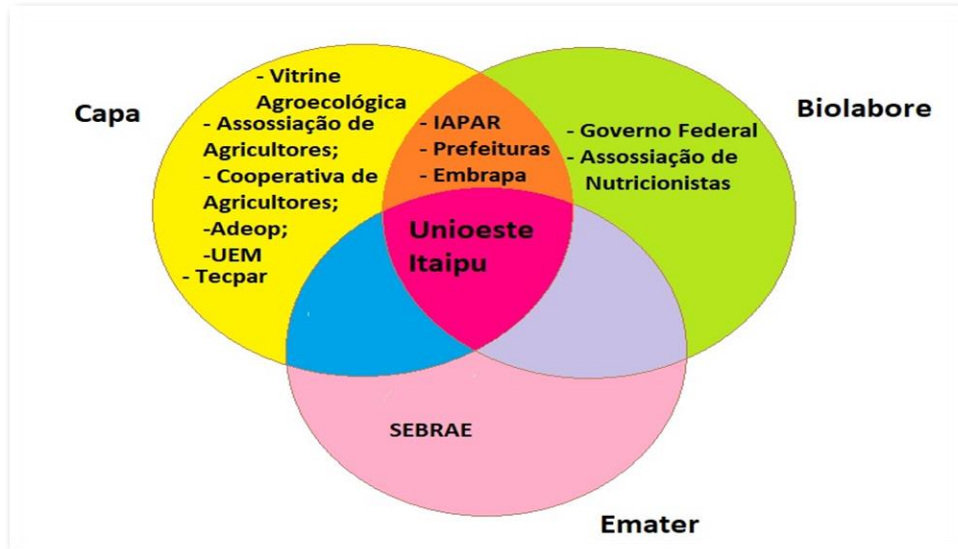 Capa
- Vitrine
Agroecológica
- Assossiação de
Agricultores;
- Cooperativa de
Agricultores;
-Adeop;
-UEM
- Tecpar
- IAPAR
- Prefeituras
- Embrapa
Unioeste
Itaipu
Biolabore
- Governo Federal
- Assossiação de
Nutricionistas
SEBRAE
Emater